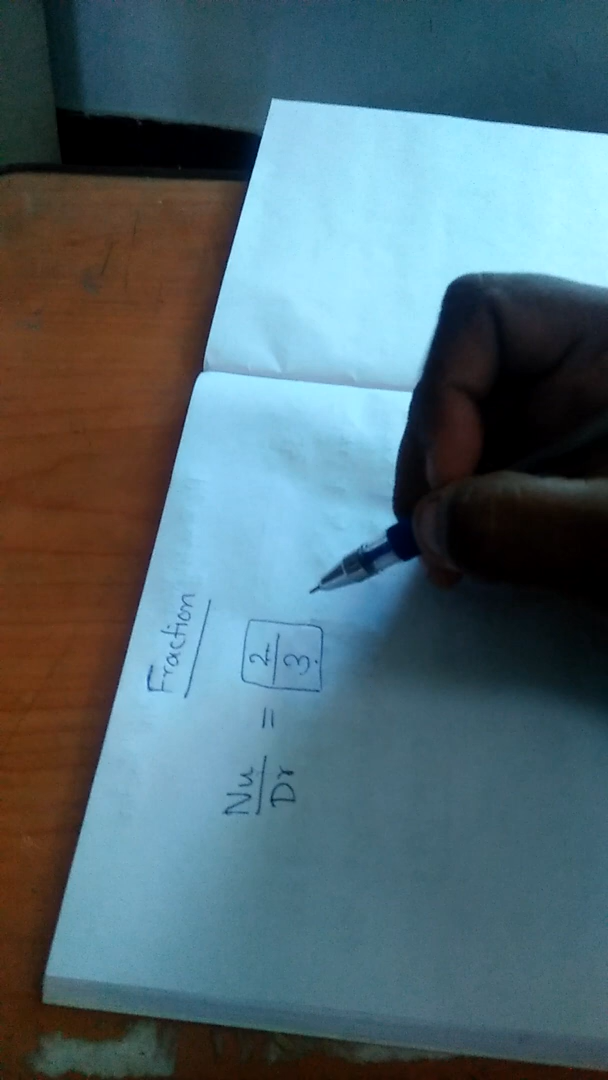 Fraction
Nu/Dr = 2/3